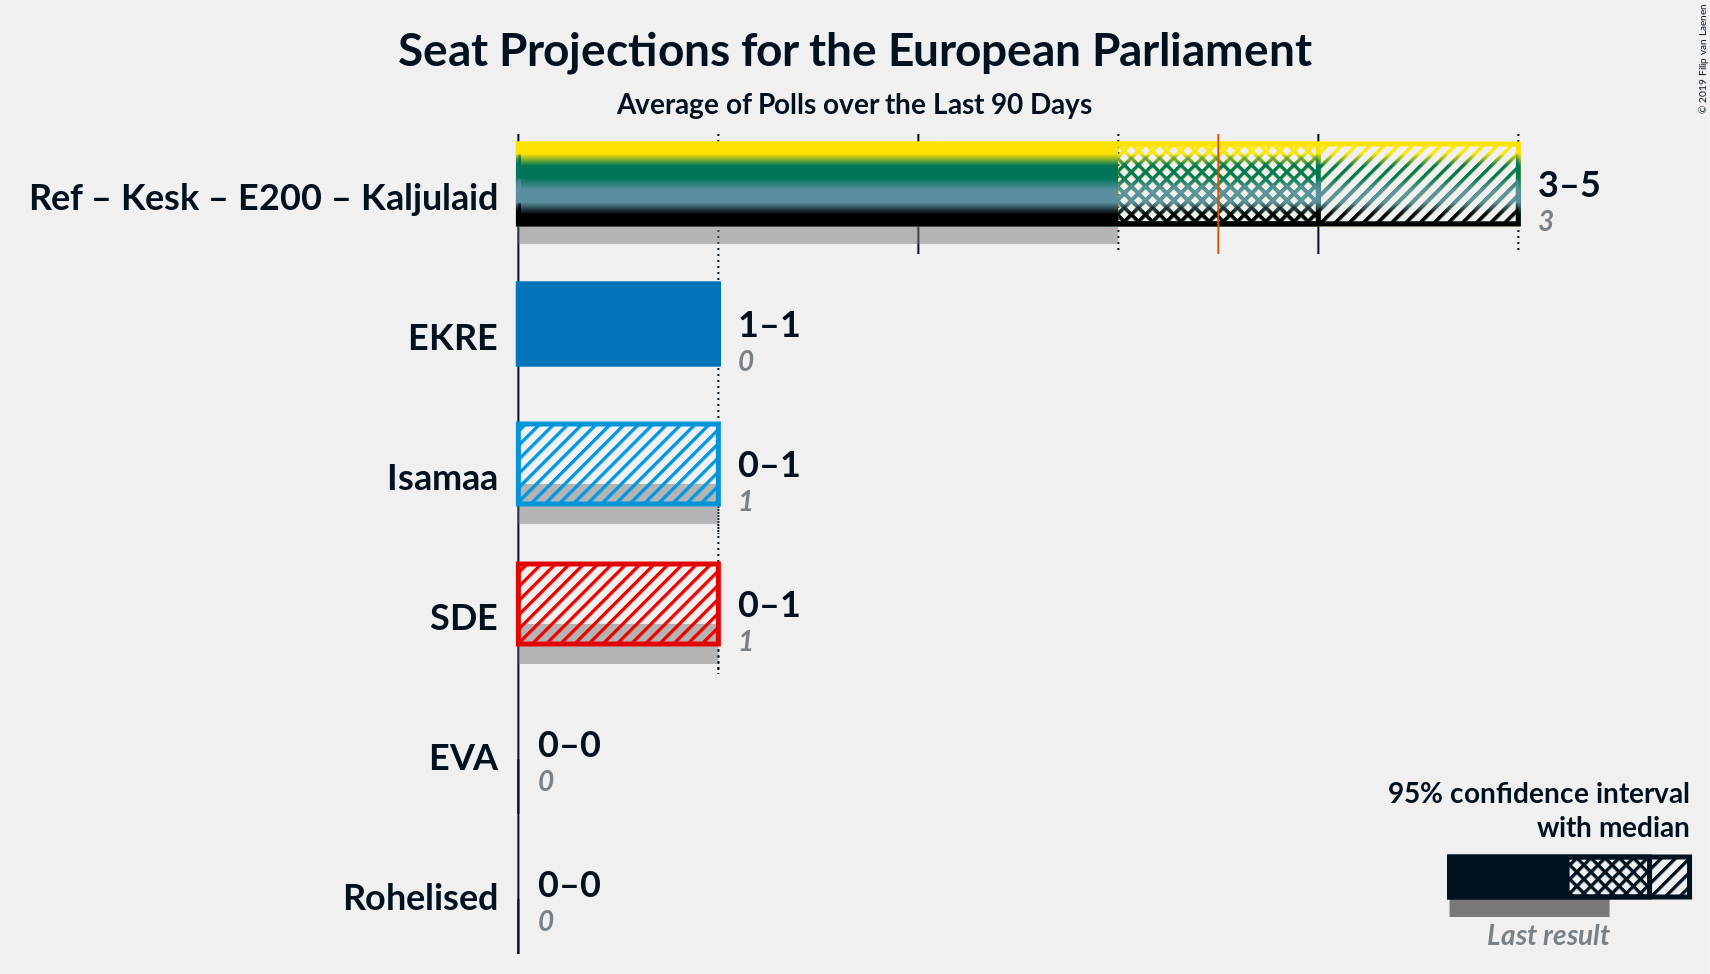 Seat Projections for the European Parliament
Average of Polls over the Last 90 Days
© 2019 Filip van Laenen
Ref – Kesk – E200 – Kaljulaid
3–5
3
EKRE
1–1
0
Isamaa
0–1
1
SDE
0–1
1
EVA
0–0
0
Rohelised
0–0
0
95% confidence interval
with median
Last result